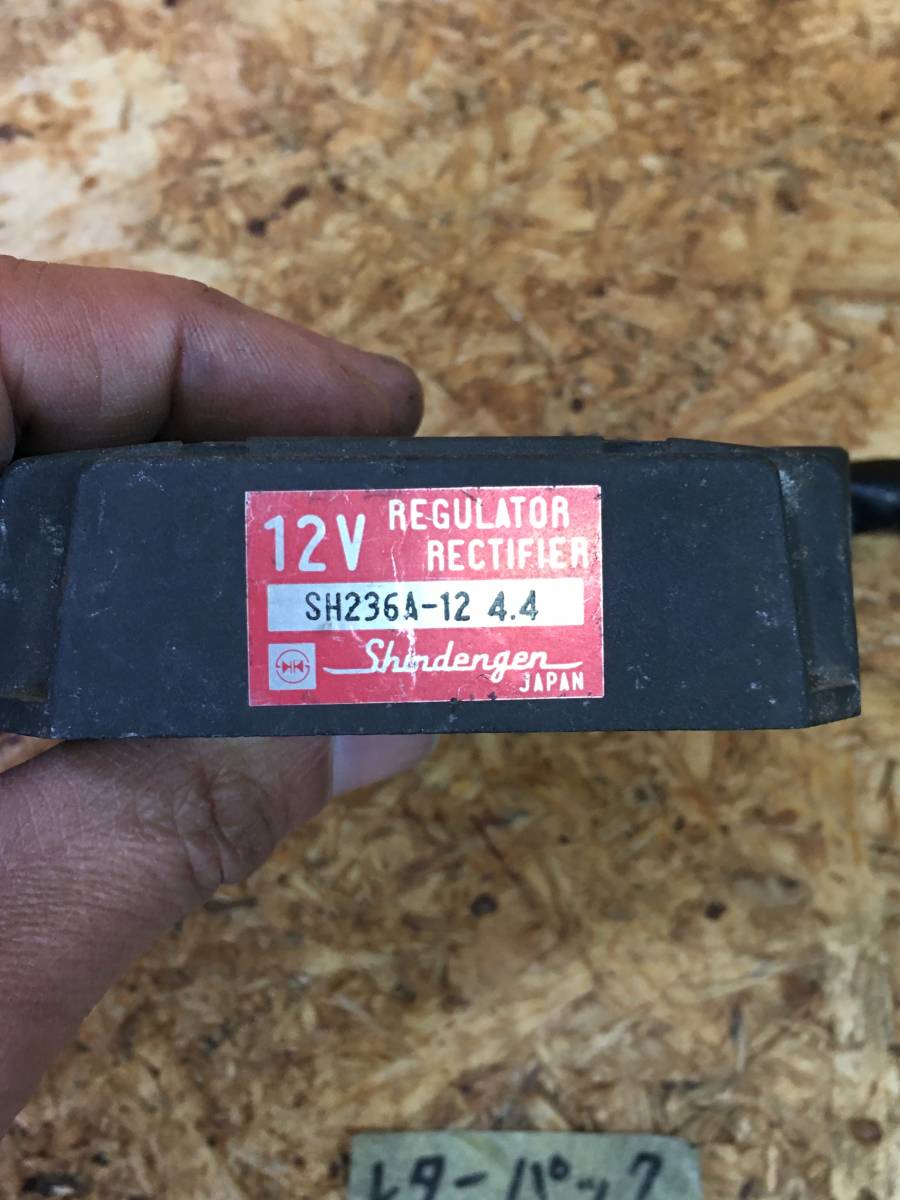 12V REGULATOR
RECTIFIER
SH236A-12 4.4
Shindengen
JAPAN
レターパック